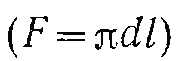 (F = πdl)